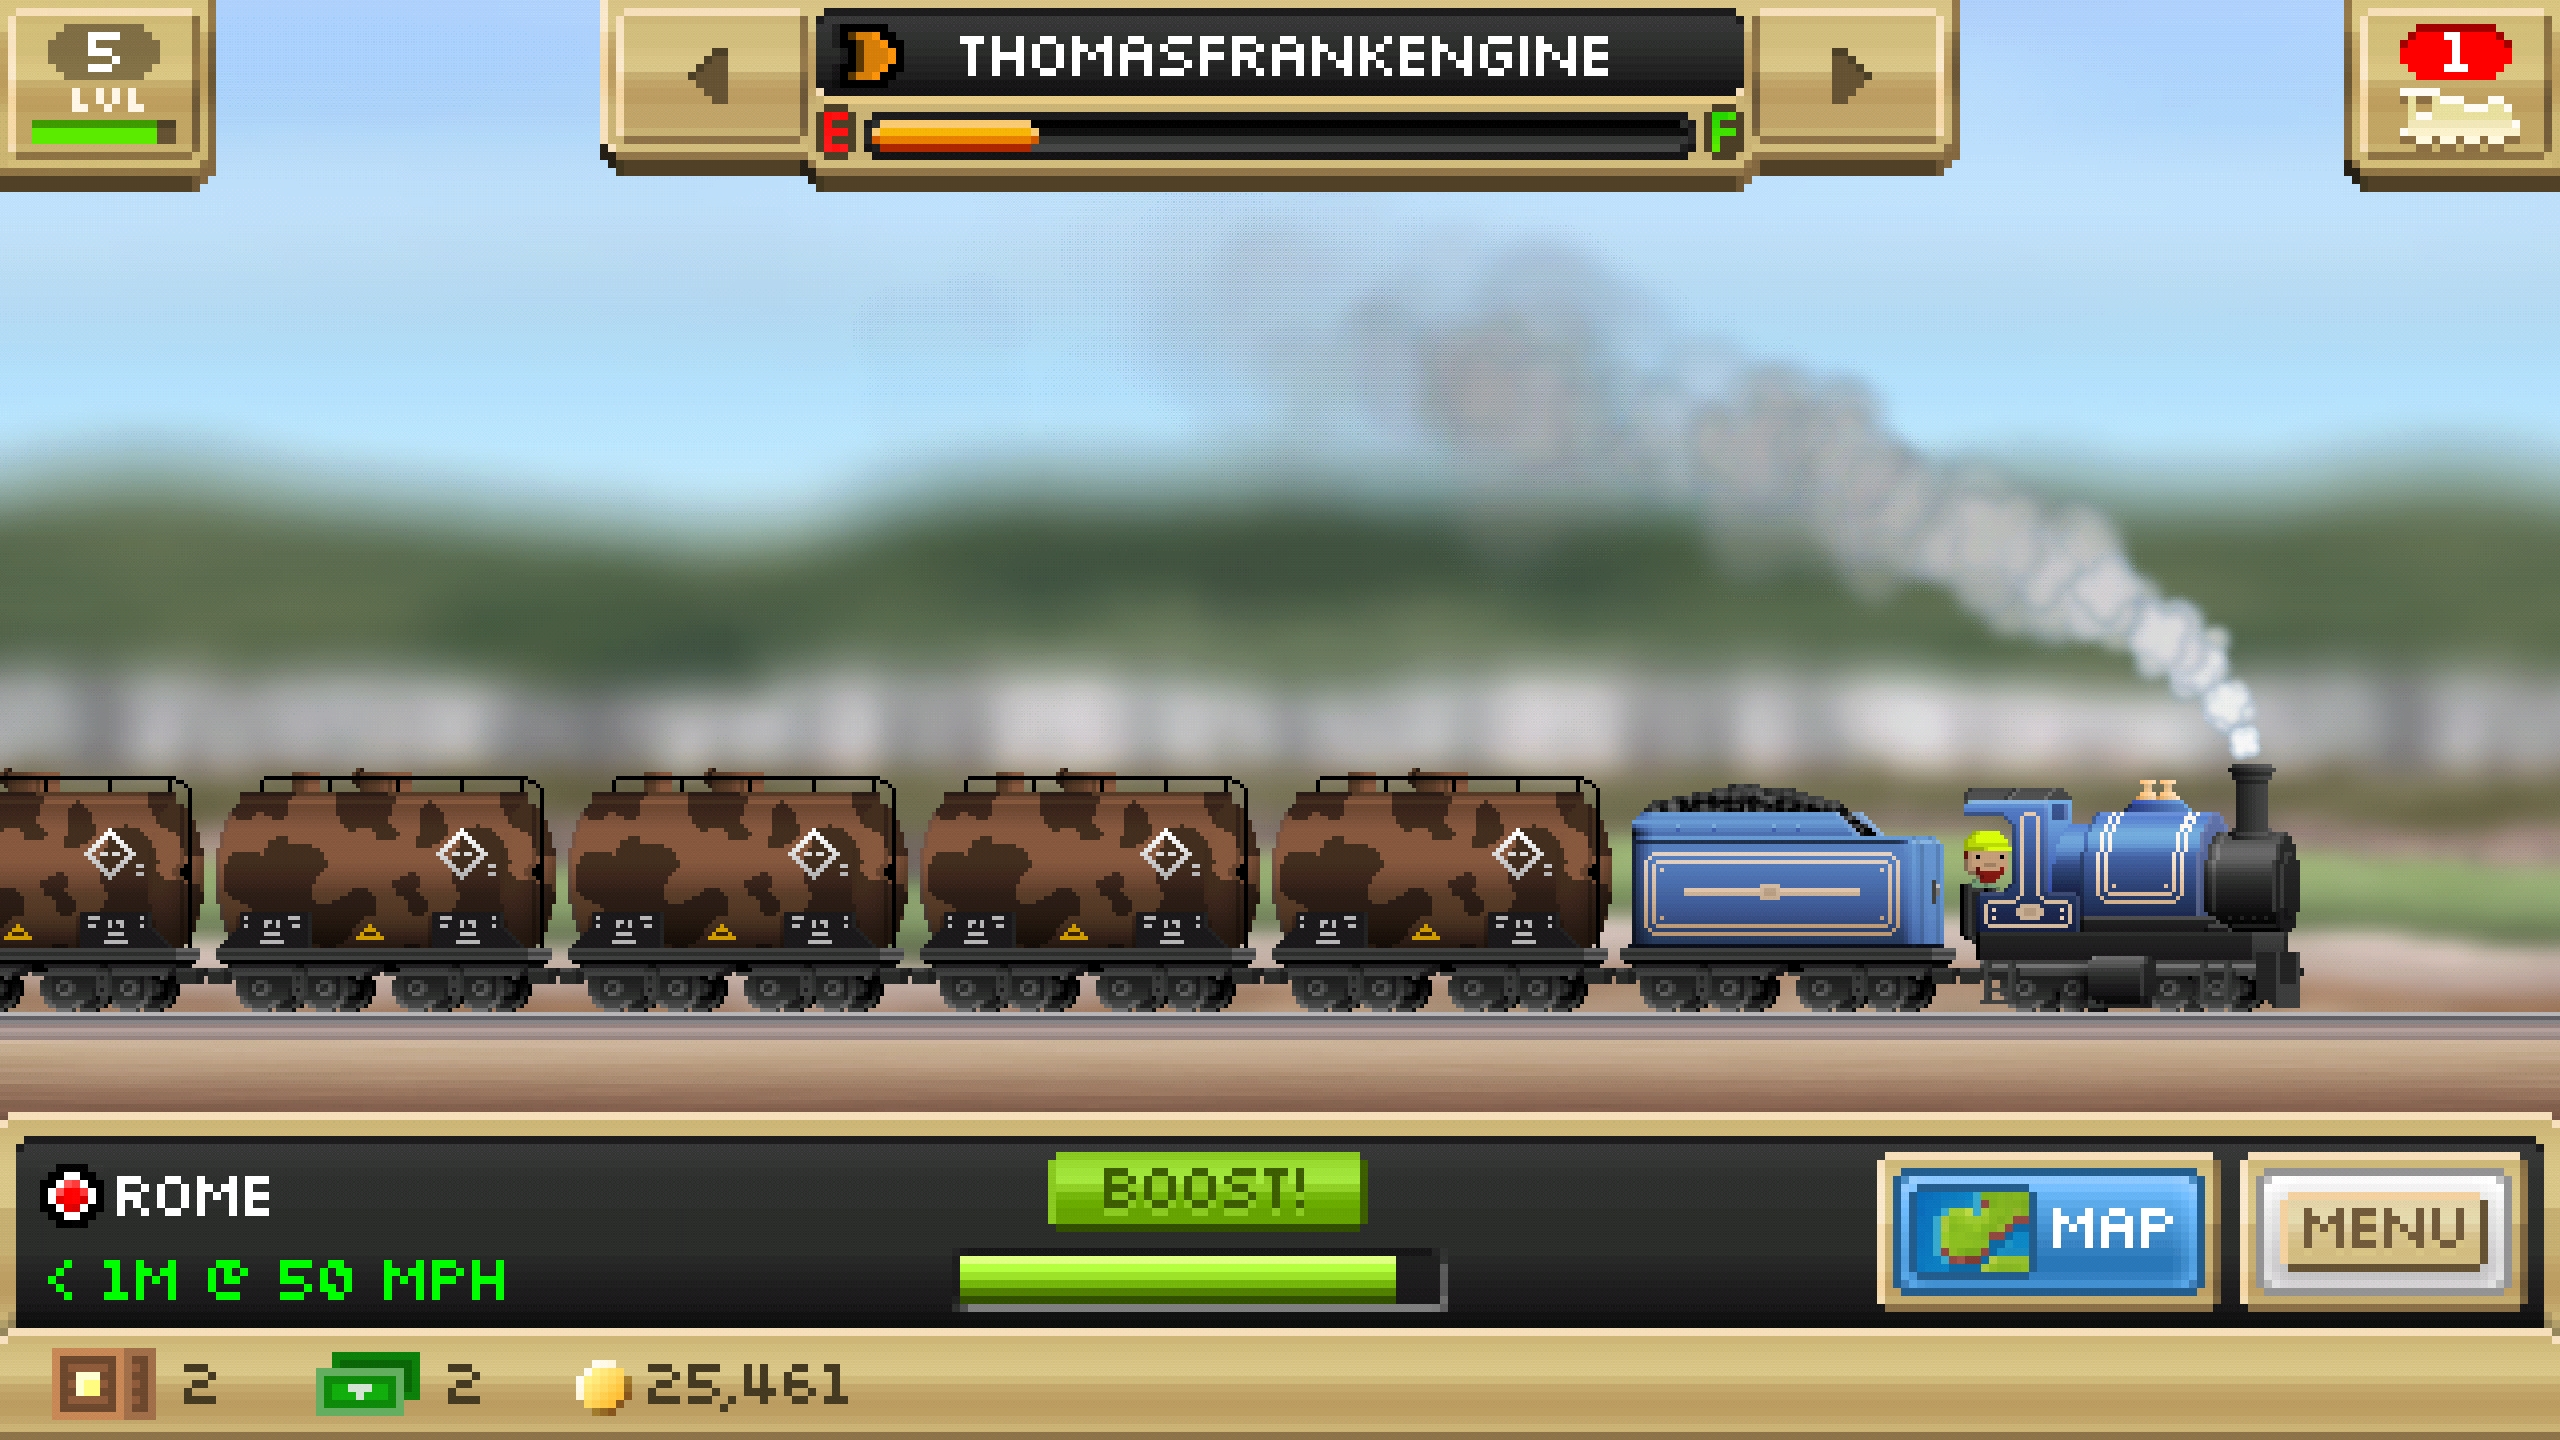 5
LVL
THOMASFRANKENGINE
E F
1
ROME
BOOST!
< 1M @ 50 MPH
MAP
MENU
2 2 25,461